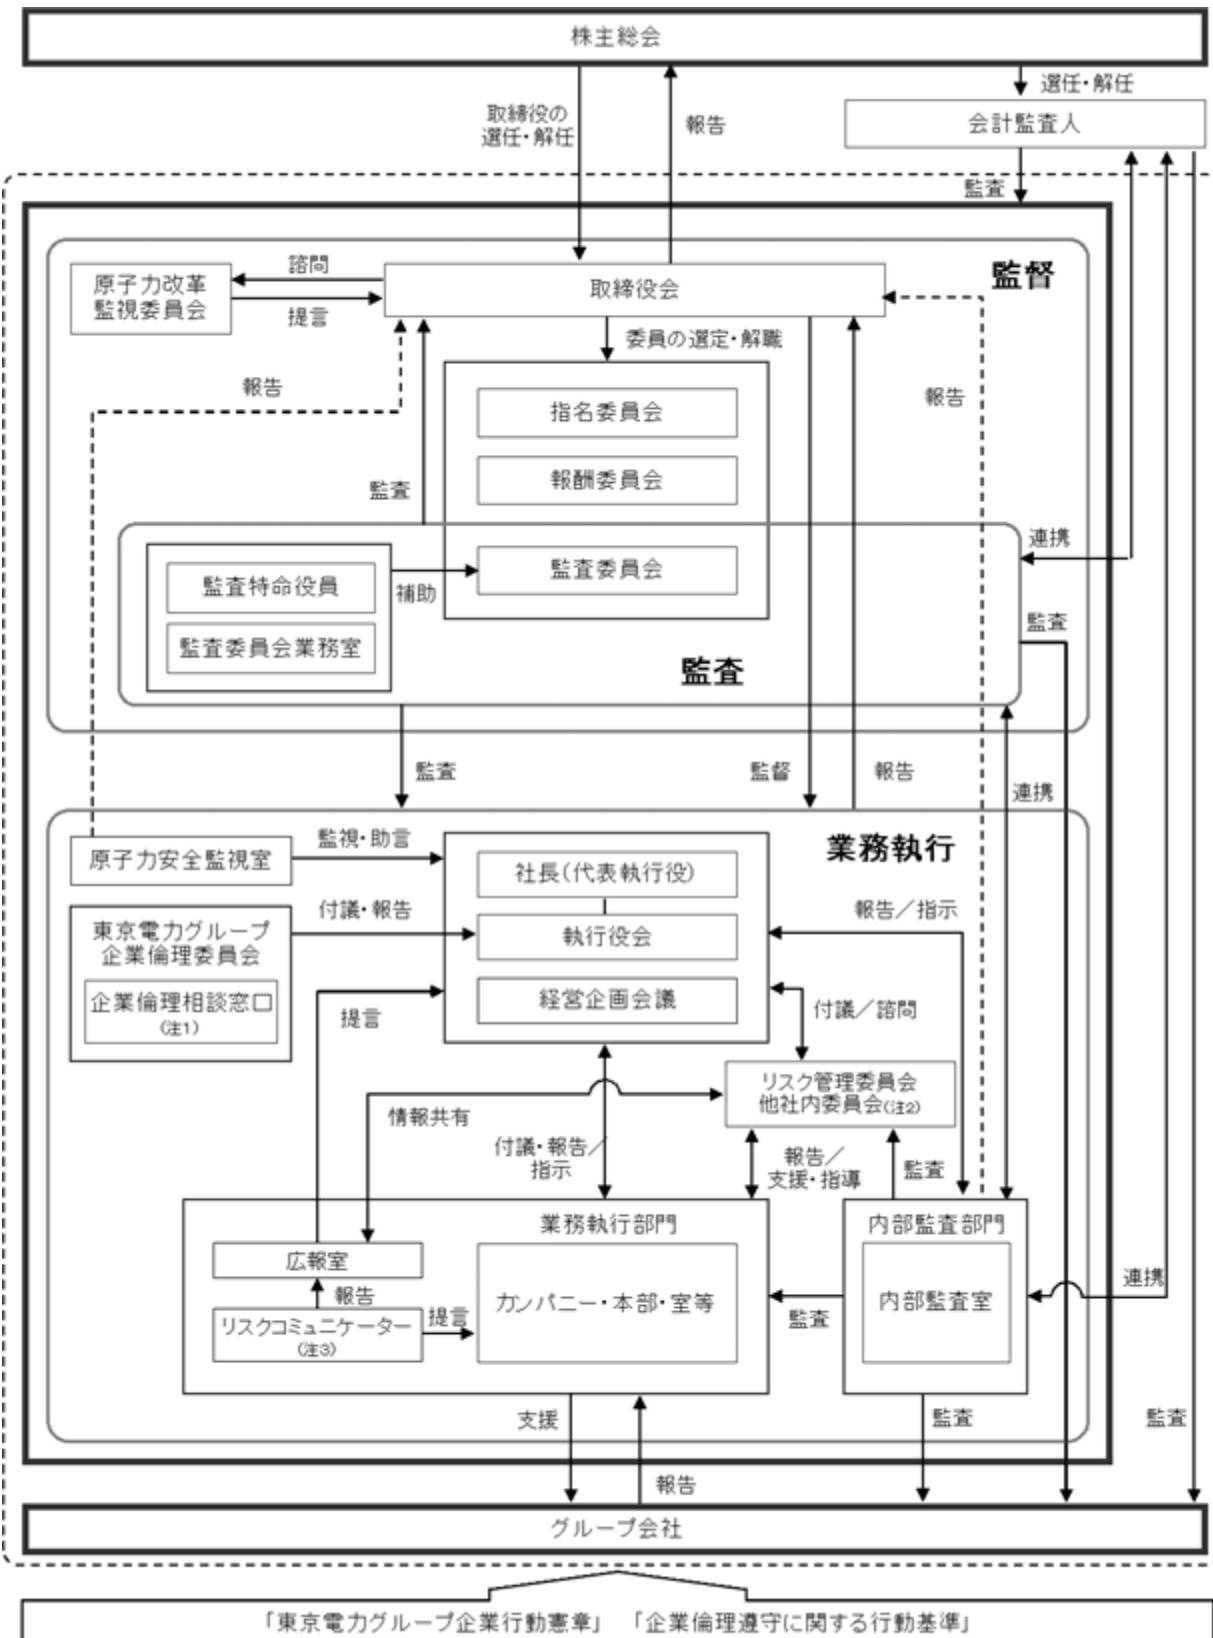 株主総会
選任・解任
取締役の
選任・解任
報告
会計監査人
監査
監督
原子力改革
監視委員会
諮問
提言
取締役会
委員の選定・解職
報告
報告
指名委員会
報酬委員会
監査
連携
監査特命役員
補助
監査委員会
監査
監査委員会業務室
監査
監査
監督
報告
連携
業務執行
原子力安全監視室
監視・助言
社長(代表執行役)
付議・報告
報告／指示
東京電力グループ
企業倫理委員会
執行役会
企業倫理相談窓口
(注1)
提言
経営企画会議
付議／諮問
リスク管理委員会
他社内委員会(注2)
情報共有
付議・報告／
指示
報告／
支援・指導
監査
業務執行部門
内部監査部門
広報室
報告
カンパニー・本部・室等
内部監査室
連携
リスクコミュニケーター
(注3)
提言
監査
支援
監査
監査
報告
グループ会社
「東京電力グループ企業行動憲章」 「企業倫理遵守に関する行動基準」